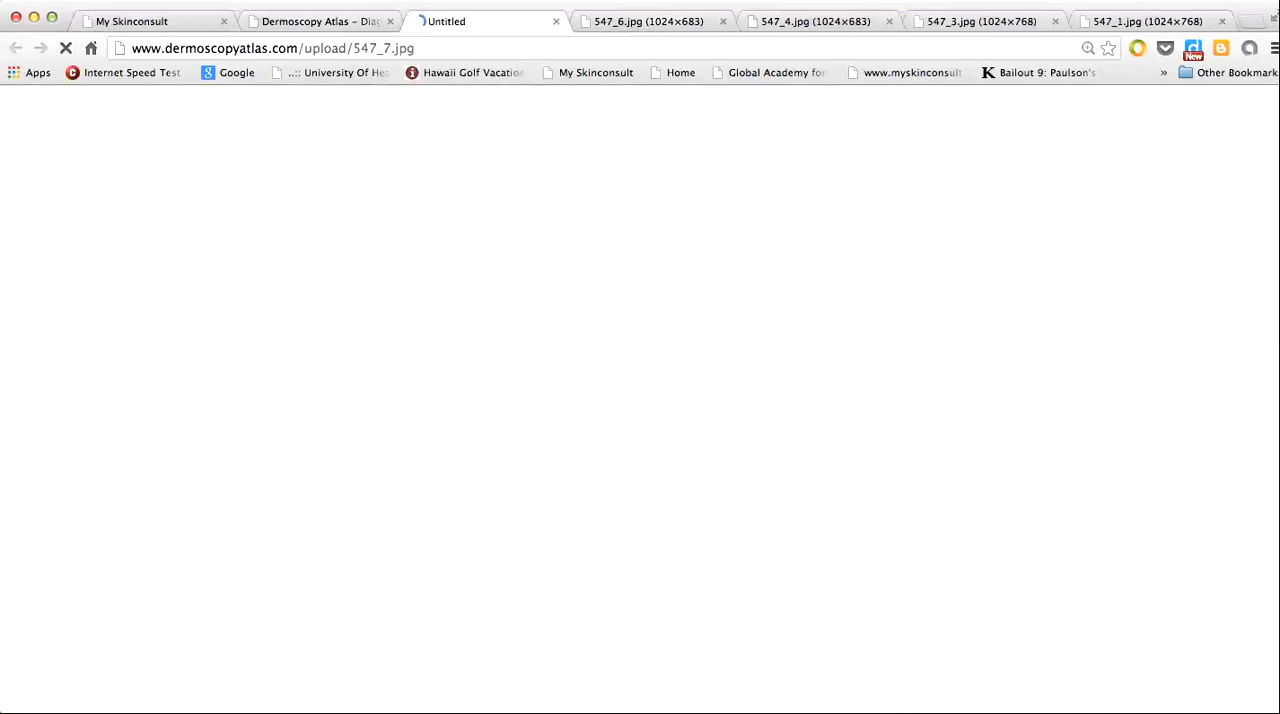 My Skinconsult
Dermoscopy Atlas – Diag
Untitled
547_6.jpg (1024×683)
547_4.jpg (1024×683)
547_3.jpg (1024×768)
547_1.jpg (1024×768)
www.dermoscopyatlas.com/upload/547_7.jpg
New
Apps
Internet Speed Test
Google
..:: University Of Hea
Hawaii Golf Vacation
My Skinconsult
Home
Global Academy for
www.myskinconsult
Bailout 9: Paulson's
»
Other Bookmark